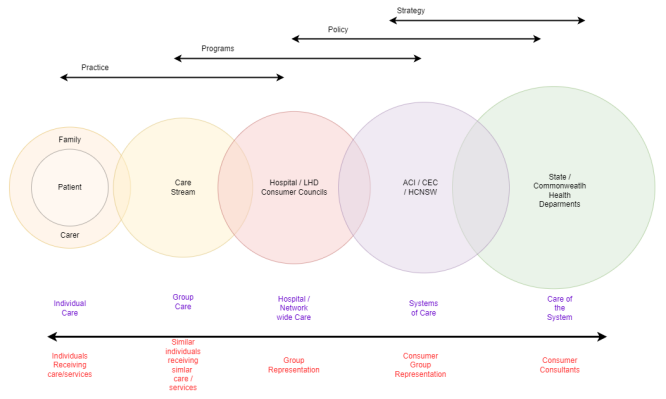 Strategy
Policy
Programs
Practice
Family
Patient
Carer
Care
Stream
Hospital / LHD
Consumer Councils
ACI / CEC
/ HCNSW
State /
Commonweatlh
Health
Deparments
Individual
Care
Group
Care
Hospital /
Network
wide Care
Systems
of Care
Care of
the
System
Individuals
Receiving
care/services
Similar
individuals
receiving
simlar
care /
services
Group
Representation
Consumer
Group
Representation
Consumer
Consultants